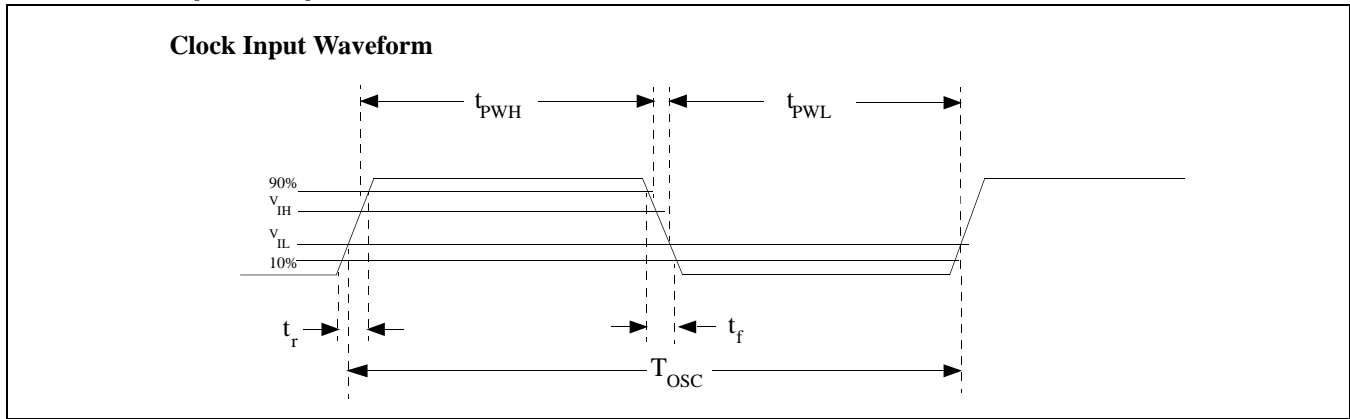 Clock Input Waveform
tPWH
tPWL
90%
VIH
VIL
10%
tr
tf
TOSC